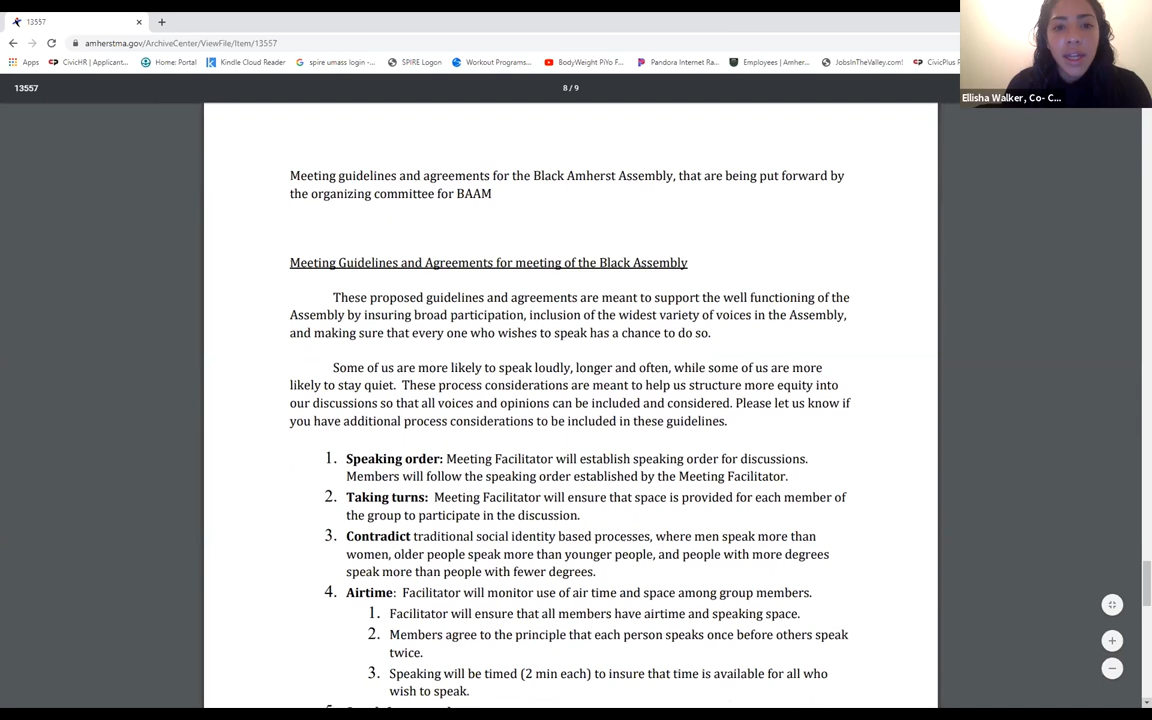 13557
amherstma.gov/ArchiveCenter/ViewFile/Item/13557
Apps CivicHR | Applicant... Home: Portal Kindle Cloud Reader spire umass login -... SPIRE Logon Workout Programs... BodyWeight PiYo F... Pandora Internet Ra... Employees | Amher... JobsInTheValley.com! CivicPlus P
13557
8 / 9
Ellisha Walker, Co- C...
Meeting guidelines and agreements for the Black Amherst Assembly, that are being put forward by
the organizing committee for BAAM
Meeting Guidelines and Agreements for meeting of the Black Assembly
These proposed guidelines and agreements are meant to support the well functioning of the
Assembly by insuring broad participation, inclusion of the widest variety of voices in the Assembly,
and making sure that every one who wishes to speak has a chance to do so.
Some of us are more likely to speak loudly, longer and often, while some of us are more
likely to stay quiet. These process considerations are meant to help us structure more equity into
our discussions so that all voices and opinions can be included and considered. Please let us know if
you have additional process considerations to be included in these guidelines.
1. Speaking order: Meeting Facilitator will establish speaking order for discussions.
Members will follow the speaking order established by the Meeting Facilitator.
2. Taking turns: Meeting Facilitator will ensure that space is provided for each member of
the group to participate in the discussion.
3. Contradict traditional social identity based processes, where men speak more than
women, older people speak more than younger people, and people with more degrees
speak more than people with fewer degrees.
4. Airtime: Facilitator will monitor use of air time and space among group members.
1. Facilitator will ensure that all members have airtime and speaking space.
2. Members agree to the principle that each person speaks once before others speak
twice.
3. Speaking will be timed (2 min each) to insure that time is available for all who
wish to speak.